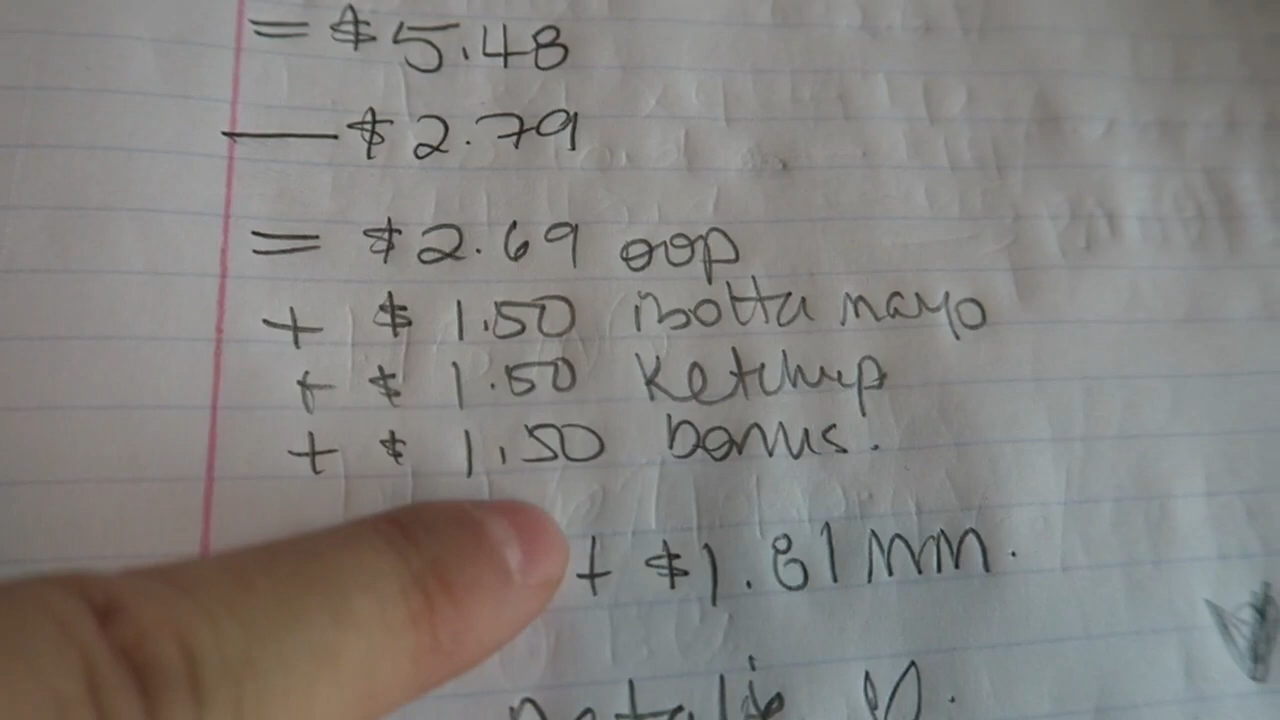 = $5.48
— $2.79
= $2.69 oop
+ $1.50 ibotta mayo
+ $1.50 Ketchup
+ $1.50 bonus.
+ $1.81 MM.